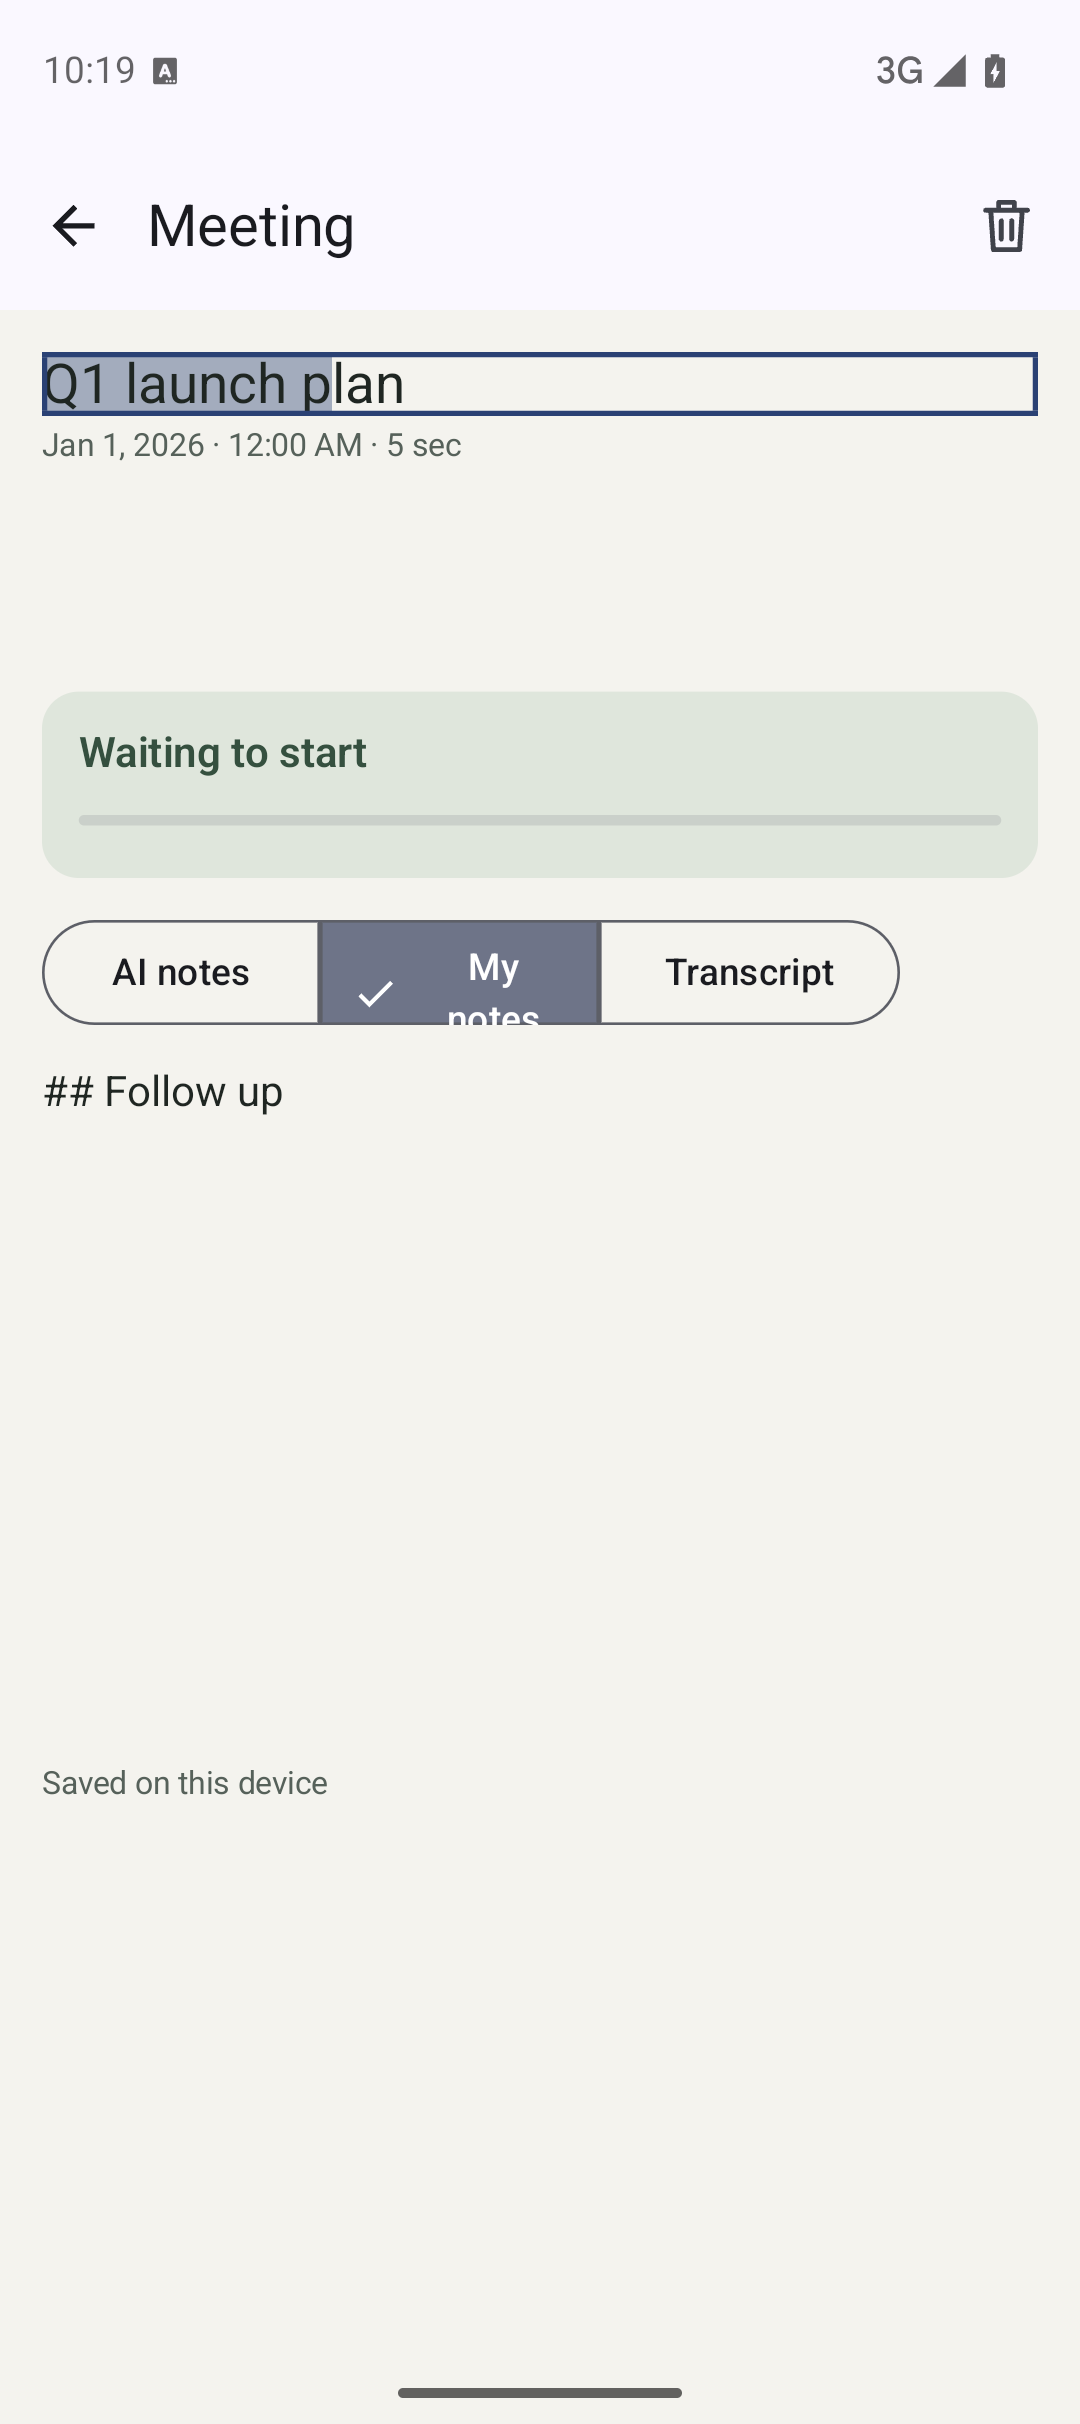 10:19
3G
Meeting
Q1 launch plan
Jan 1, 2026 · 12:00 AM · 5 sec
Waiting to start
AI notes
My
notes
Transcript
## Follow up
Saved on this device